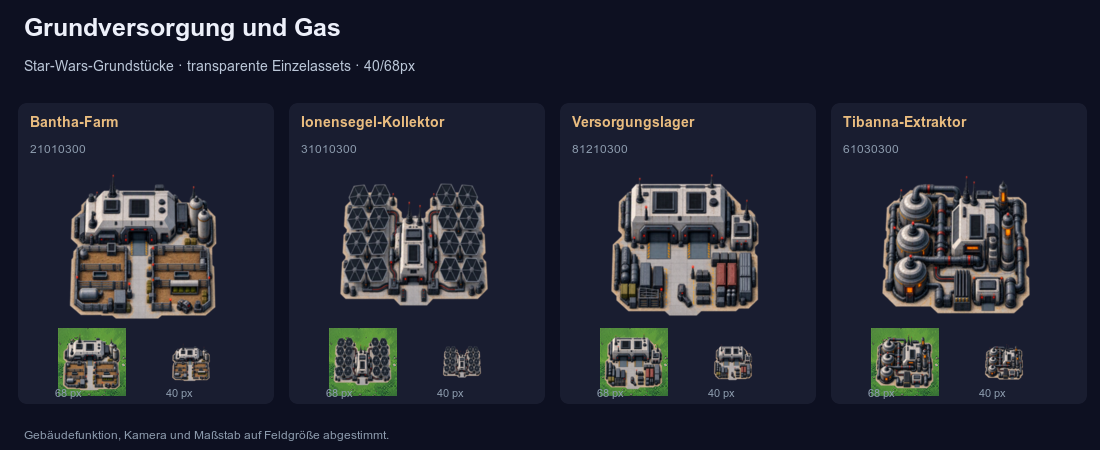 Grundversorgung und Gas
Star-Wars-Grundstücke · transparente Einzelassets · 40/68px
Bantha-Farm
21010300
68 px
40 px
Ionensegel-Kollektor
31010300
68 px
40 px
Versorgungslager
81210300
68 px
40 px
Tibanna-Extraktor
61030300
68 px
40 px
Gebäudefunktion, Kamera und Maßstab auf Feldgröße abgestimmt.